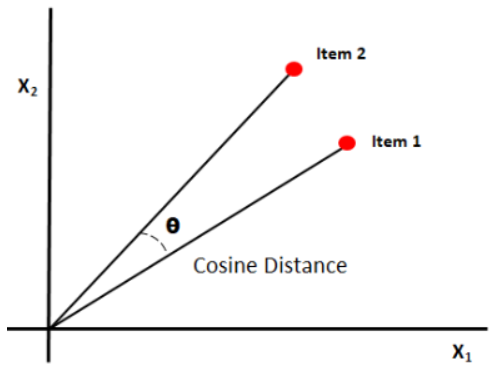 Item 2
X₂
Item 1
θ
Cosine Distance
X₁